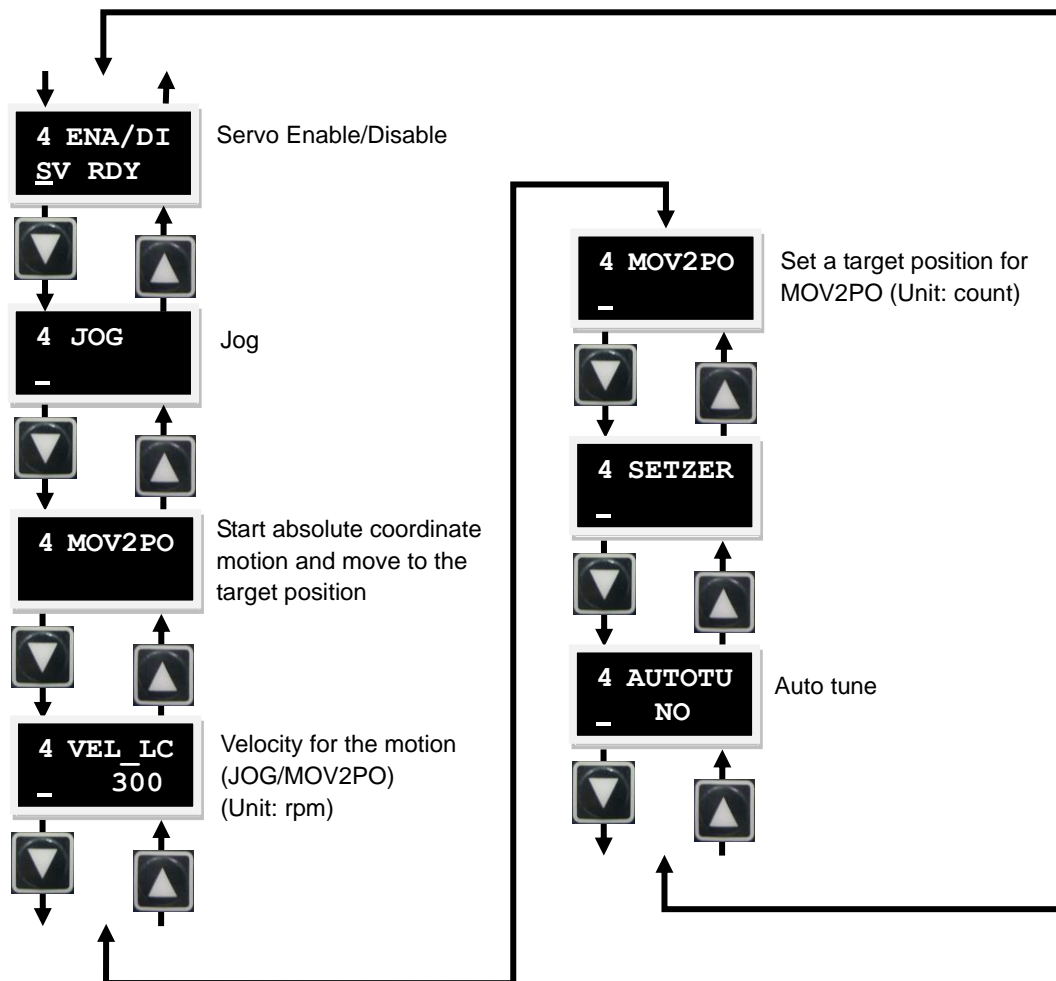 4 ENA/DI
SV RDY
Servo Enable/Disable
4 JOG
Jog
4 MOV2PO
Start absolute coordinate
motion and move to the
target position
4 VEL_LC
300
Velocity for the motion
(JOG/MOV2PO)
(Unit: rpm)
4 MOV2PO
Set a target position for
MOV2PO (Unit: count)
4 SETZER
4 AUTOTU
NO
Auto tune